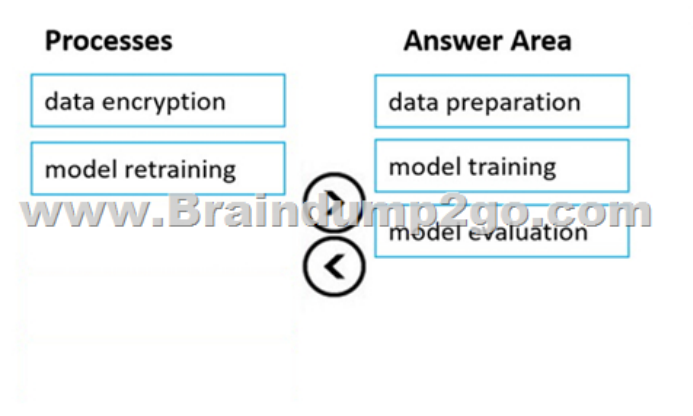 Processes
Answer Area
data encryption
data preparation
model retraining
model training
www.Braindump2go.com
model evaluation